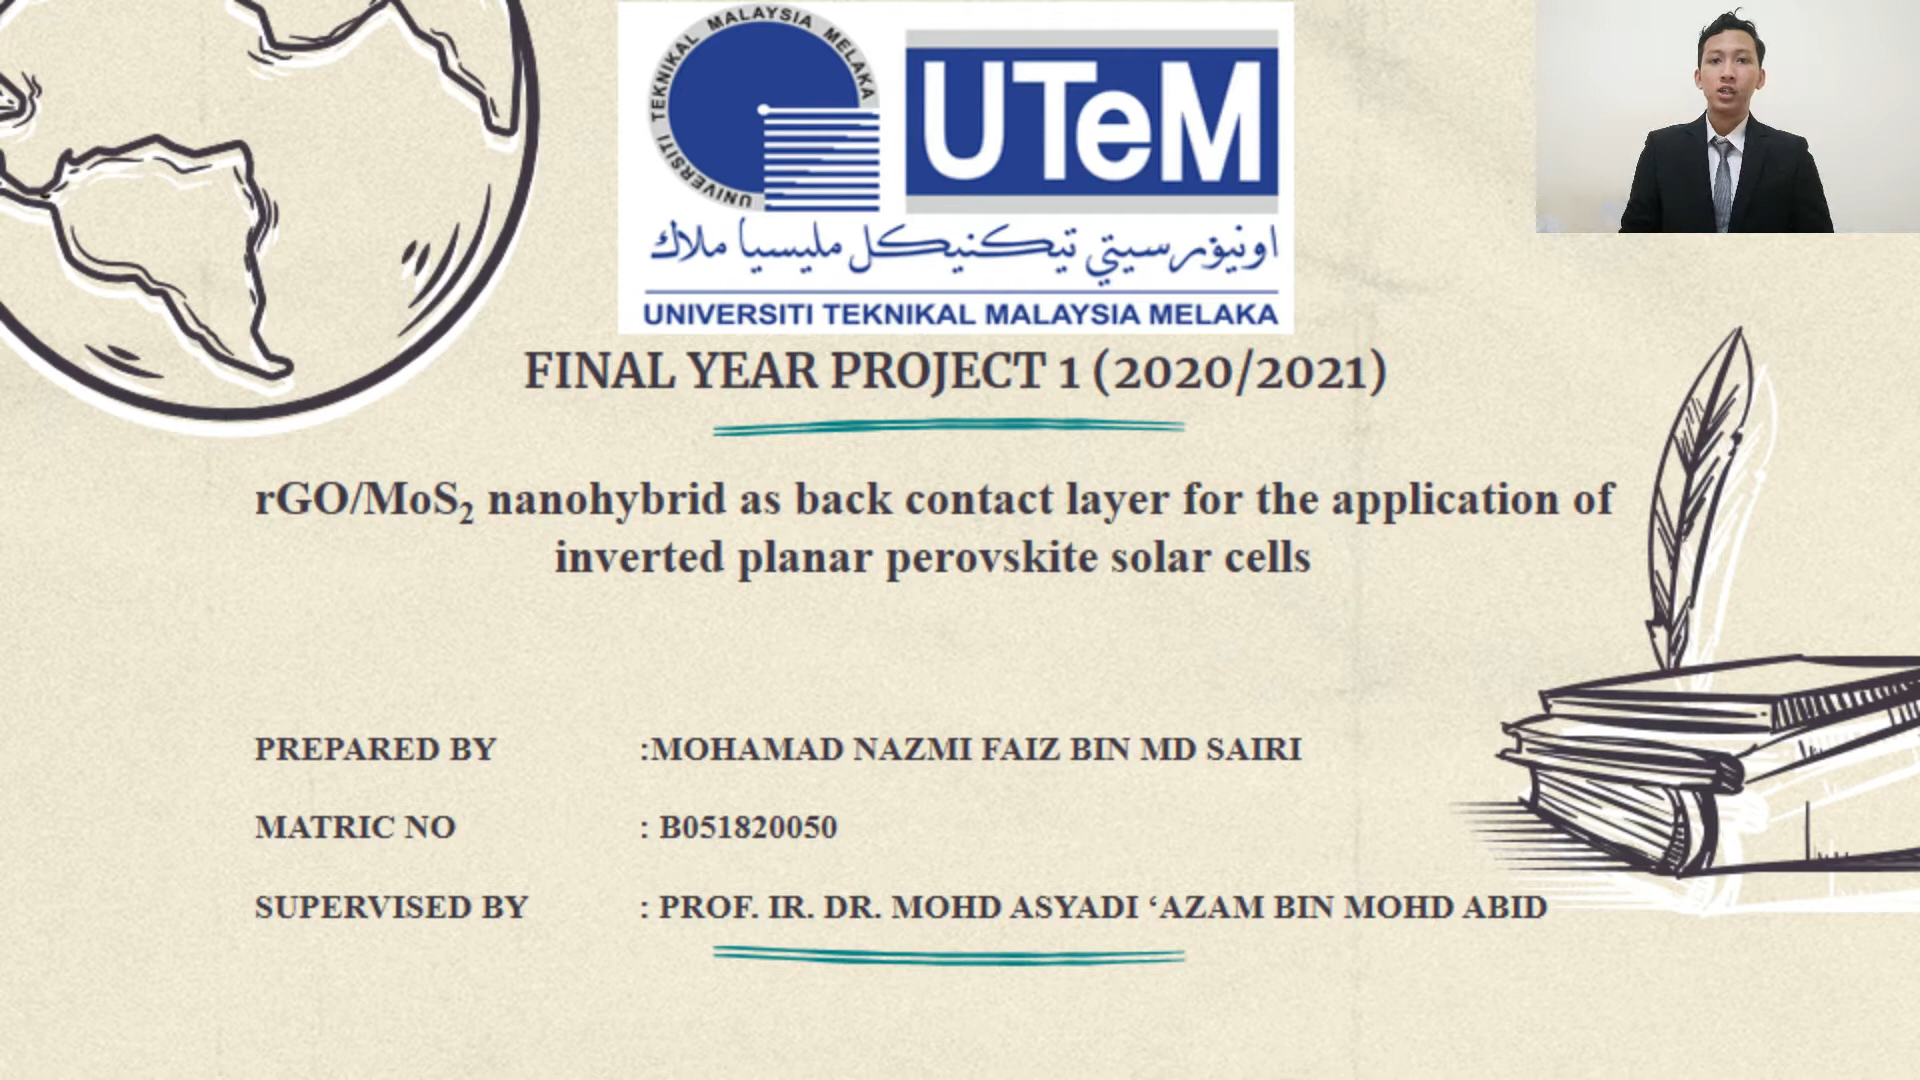 UNIVERSITI TEKNIKAL MALAYSIA MELAKA
UTeM
اونيۏرسيتي تيكنيكل مليسيا ملاك
UNIVERSITI TEKNIKAL MALAYSIA MELAKA
FINAL YEAR PROJECT 1 (2020/2021)
rGO/MoS₂ nanohybrid as back contact layer for the application of
inverted planar perovskite solar cells
PREPARED BY :MOHAMAD NAZMI FAIZ BIN MD SAIRI
MATRIC NO : B051820050
SUPERVISED BY : PROF. IR. DR. MOHD ASYADI ‘AZAM BIN MOHD ABID